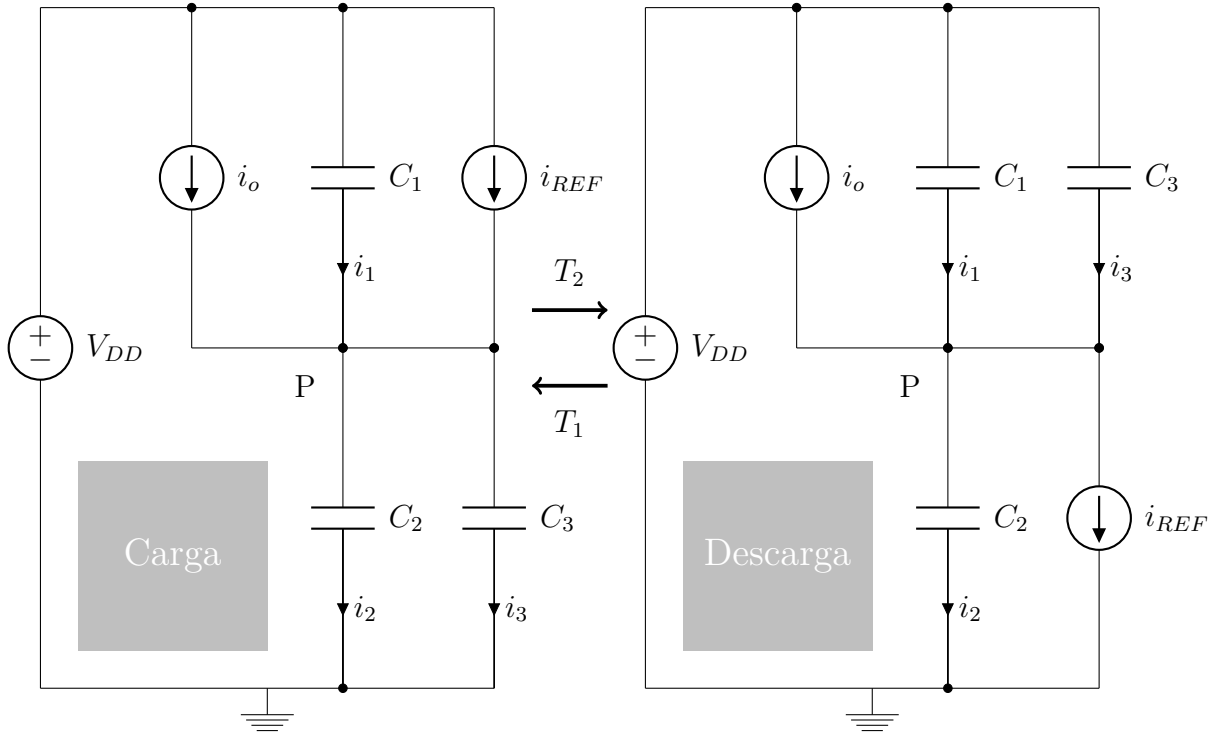 i_o
C_1
i_REF
i_1
+
−
V_DD
P
C_2
C_3
Carga
i_2
i_3
T_2
T_1
i_o
C_1
C_3
i_1
i_3
+
−
V_DD
P
C_2
i_REF
Descarga
i_2